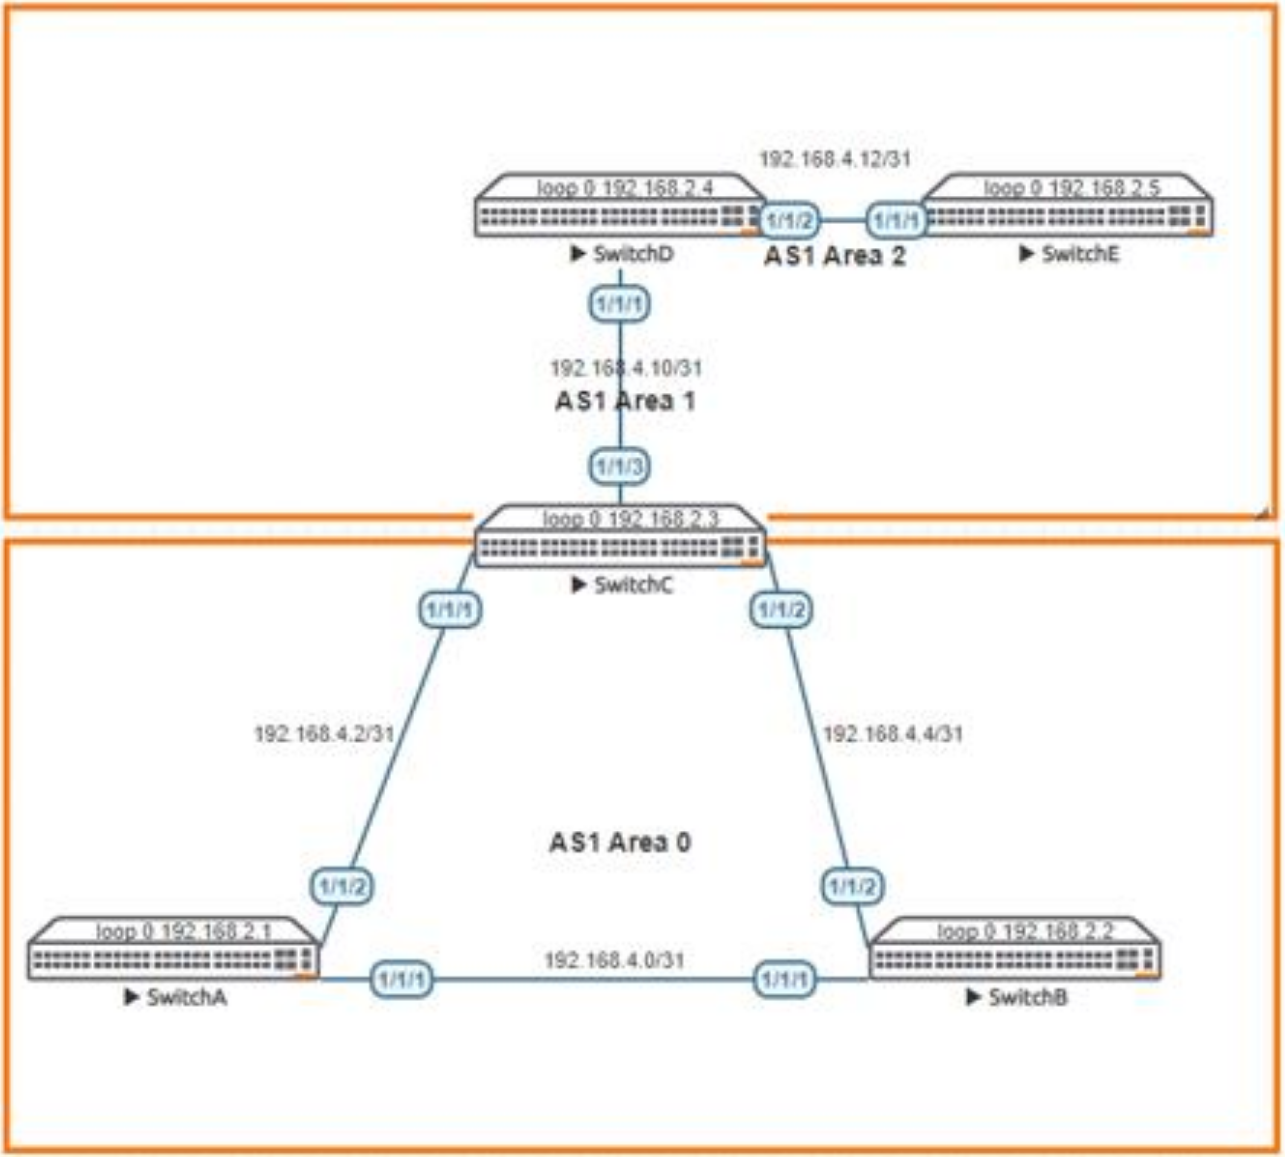 192.168.4.12/31
loop 0 192.168.2.4
loop 0 192.168.2.5
1/1/2
1/1/1
SwitchD
AS1 Area 2
SwitchE
1/1/1
192.168.4.10/31
AS1 Area 1
1/1/3
loop 0 192.168.2.3
SwitchC
1/1/1
1/1/2
192.168.4.2/31
192.168.4.4/31
AS1 Area 0
1/1/2
1/1/2
loop 0 192.168.2.1
loop 0 192.168.2.2
192.168.4.0/31
1/1/1
1/1/1
SwitchA
SwitchB